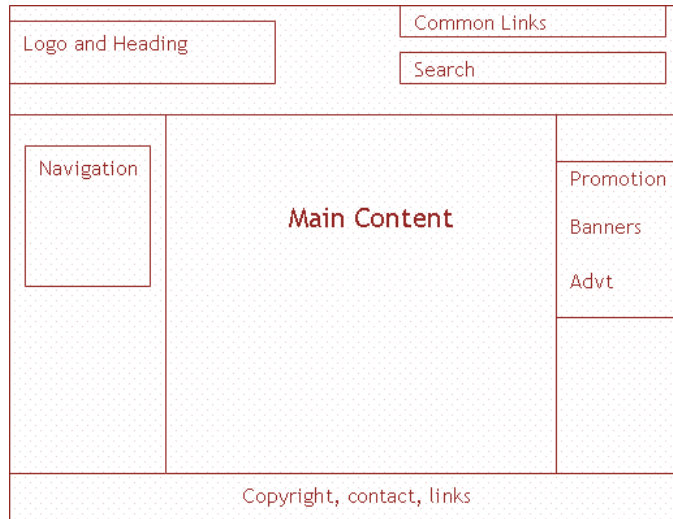 Common Links
Logo and Heading
Search
Navigation
Main Content
Promotion
Banners
Advt
Copyright, contact, links